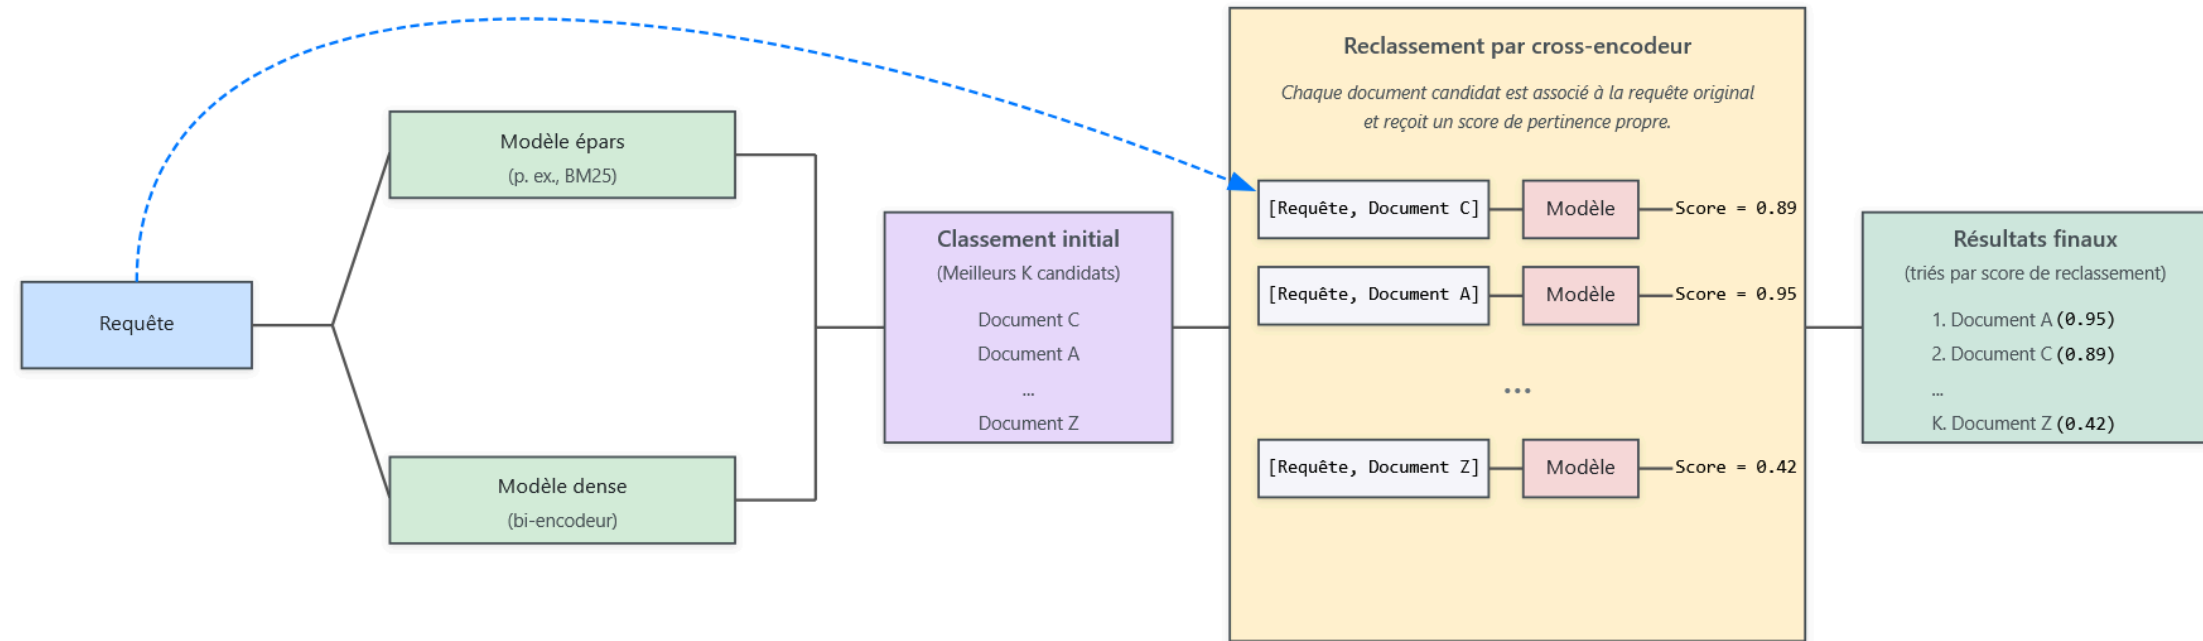 Requête
Modèle épars
(p. ex., BM25)
Modèle dense
(bi-encodeur)
Classement initial
(Meilleurs K candidats)
Document C
Document A
...
Document Z
Reclassement par cross-encodeur
Chaque document candidat est associé à la requête original
et reçoit un score de pertinence propre.
[Requête, Document C] Modèle Score = 0.89
[Requête, Document A] Modèle Score = 0.95
...
[Requête, Document Z] Modèle Score = 0.42
Résultats finaux
(triés par score de reclassement)
1. Document A (0.95)
2. Document C (0.89)
...
K. Document Z (0.42)